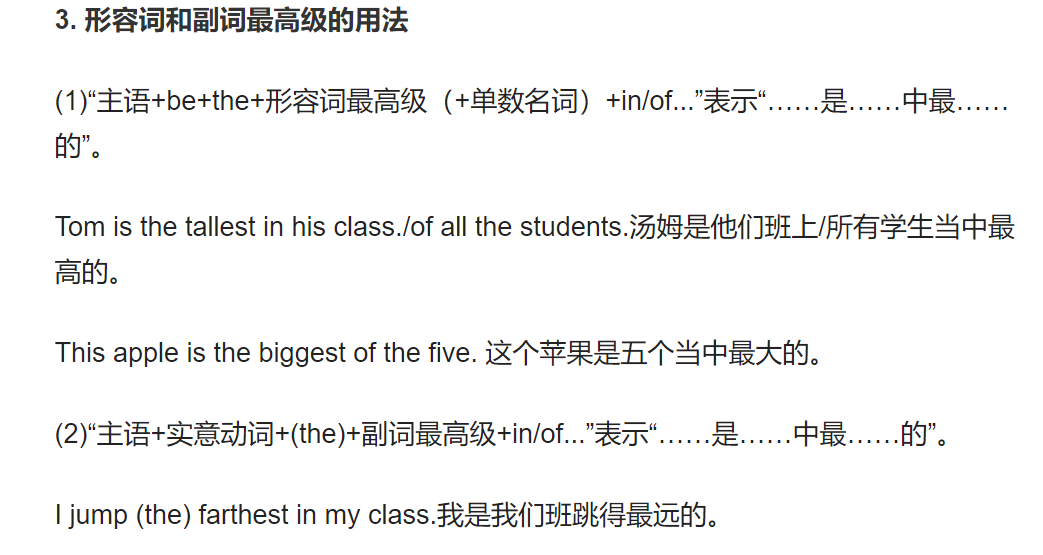 3. 形容词和副词最高级的用法
(1)“主语+be+the+形容词最高级（+单数名词）+in/of...”表示“……是……中最……
的”。
Tom is the tallest in his class./of all the students.汤姆是他们班上/所有学生当中最
高的。
This apple is the biggest of the five. 这个苹果是五个当中最大的。
(2)“主语+实意动词+(the)+副词最高级+in/of...”表示“……是……中最……的”。
I jump (the) farthest in my class.我是我们班跳得最远的。